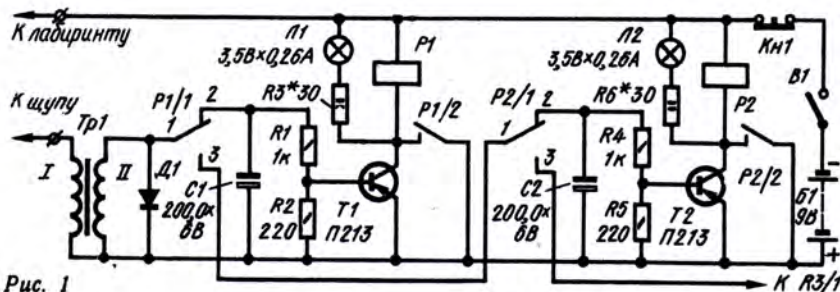 К лабиринту
К щупу
Тр1
I
II
Д1
Р1/1
1
2
3
С1
200,0×
6В
R1
1к
R2
220
Л1
3,5В×0,26А
R3*30
Р1
Р1/2
Т1
П213
Р2/1
1
2
3
С2
200,0×
6В
R4
1к
R5
220
Л2
3,5В×0,26А
R6*30
Р2
Р2/2
Т2
П213
Кн1
В1
Б1
9В
−
+
К R3/1
Рис. 1